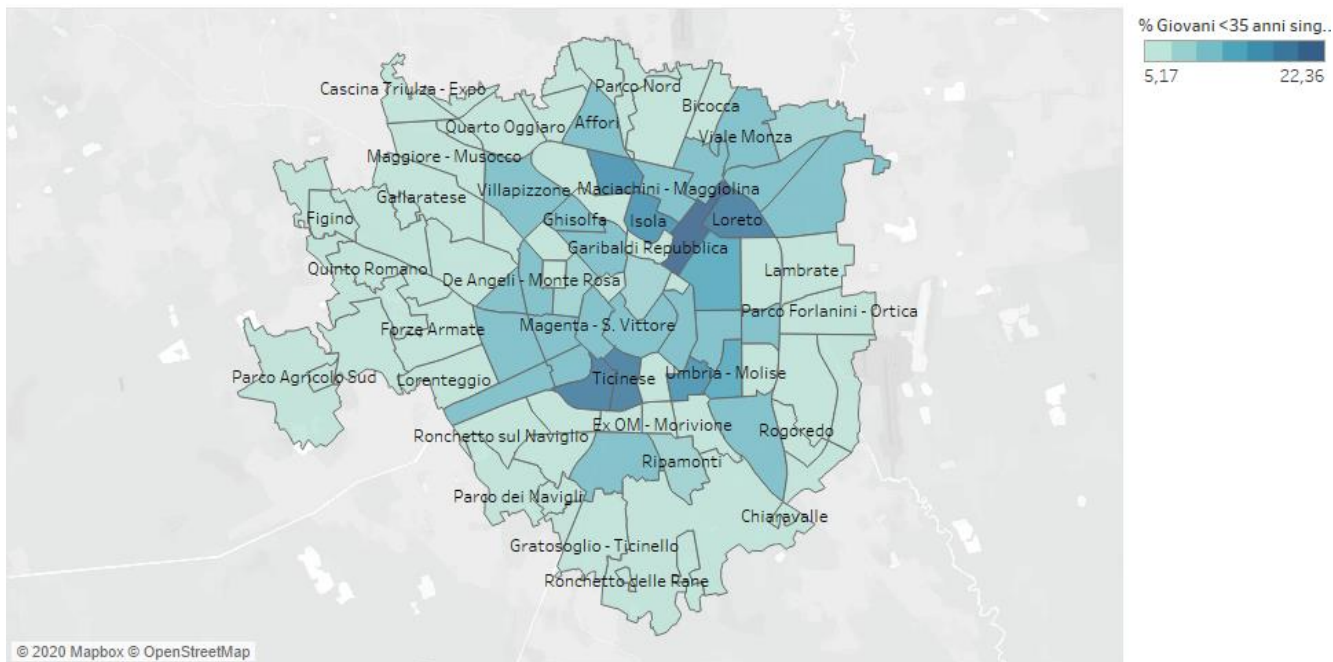 % Giovani <35 anni sing..
5,17 22,36
Cascina Triulza - Expo
Parco Nord
Bicocca
Quarto Oggiaro
Affori
Viale Monza
Maggiore - Musocco
Villapizzone
Maciachini - Maggiolina
Gallaratese
Figino
Ghisolfa
Isola
Loreto
Garibaldi Repubblica
Quinto Romano
De Angeli - Monte Rosa
Lambrate
Parco Forlanini - Ortica
Forze Armate
Magenta - S. Vittore
Parco Agricolo Sud
Lorenteggio
Ticinese
Umbria - Molise
Ex OM - Morivione
Rogoredo
Ronchetto sul Naviglio
Ripamonti
Parco dei Navigli
Chiaravalle
Gratosoglio - Ticinello
Ronchetto delle Rane
© 2020 Mapbox © OpenStreetMap